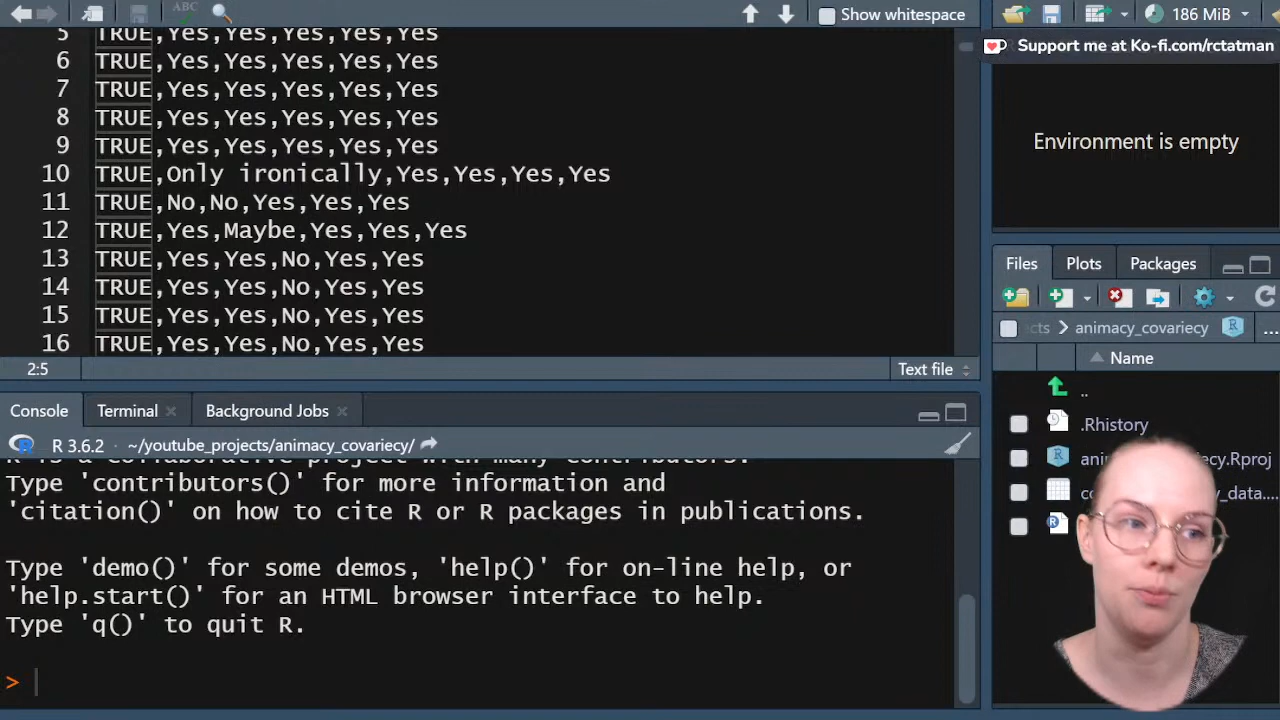 ABC
Show whitespace
186 MiB
Support me at Ko-fi.com/rctatman
5 TRUE,Yes,Yes,Yes,Yes,Yes
6 TRUE,Yes,Yes,Yes,Yes,Yes
7 TRUE,Yes,Yes,Yes,Yes,Yes
8 TRUE,Yes,Yes,Yes,Yes,Yes
9 TRUE,Yes,Yes,Yes,Yes,Yes
10 TRUE,Only ironically,Yes,Yes,Yes,Yes
11 TRUE,No,No,Yes,Yes,Yes
12 TRUE,Yes,Maybe,Yes,Yes,Yes
13 TRUE,Yes,Yes,No,Yes,Yes
14 TRUE,Yes,Yes,No,Yes,Yes
15 TRUE,Yes,Yes,No,Yes,Yes
16 TRUE,Yes,Yes,No,Yes,Yes
2:5
Text file
Environment is empty
Files Plots Packages
cts animacy_covariecy ...
Name
..
.Rhistory
Console Terminal Background Jobs
R 3.6.2 · ~/youtube_projects/animacy_covariecy/
R is a collaborative project with many contributors.
Type 'contributors()' for more information and
'citation()' on how to cite R or R packages in publications.
Type 'demo()' for some demos, 'help()' for on-line help, or
'help.start()' for an HTML browser interface to help.
Type 'q()' to quit R.
>